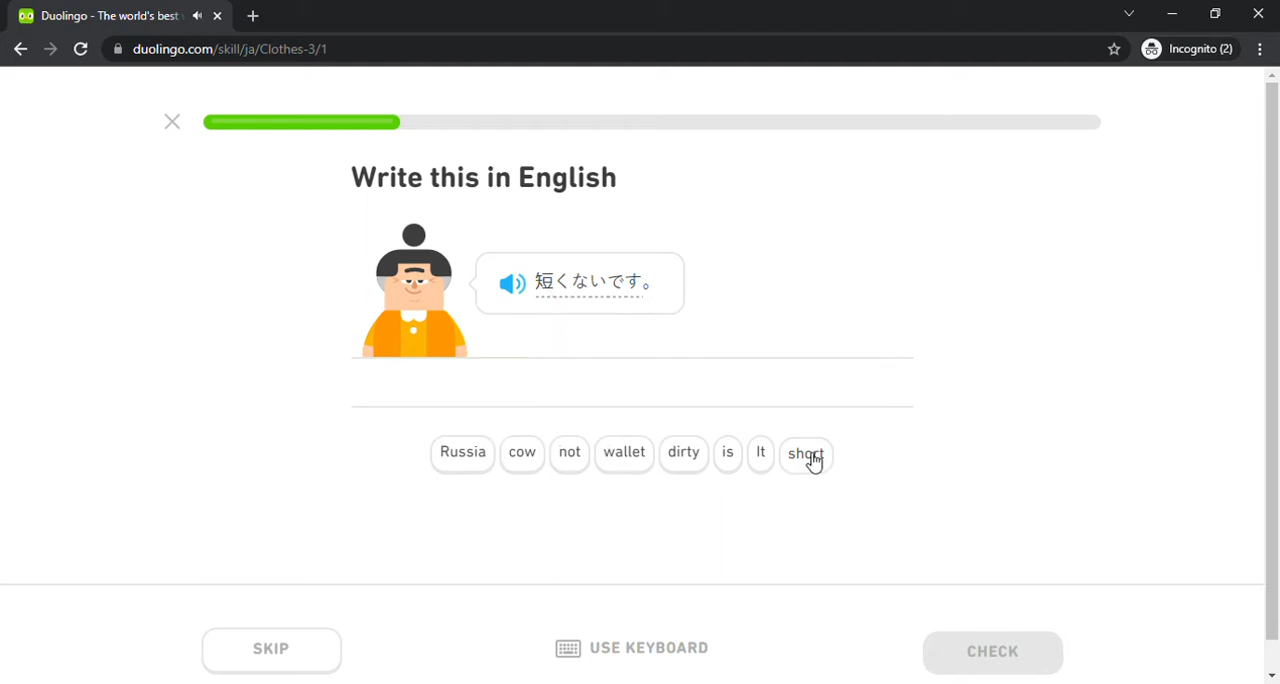 Duolingo - The world's best
Incognito (2)
duolingo.com/skill/ja/Clothes-3/1
Write this in English
短くないです。
Russia cow not wallet dirty is It short
SKIP USE KEYBOARD CHECK